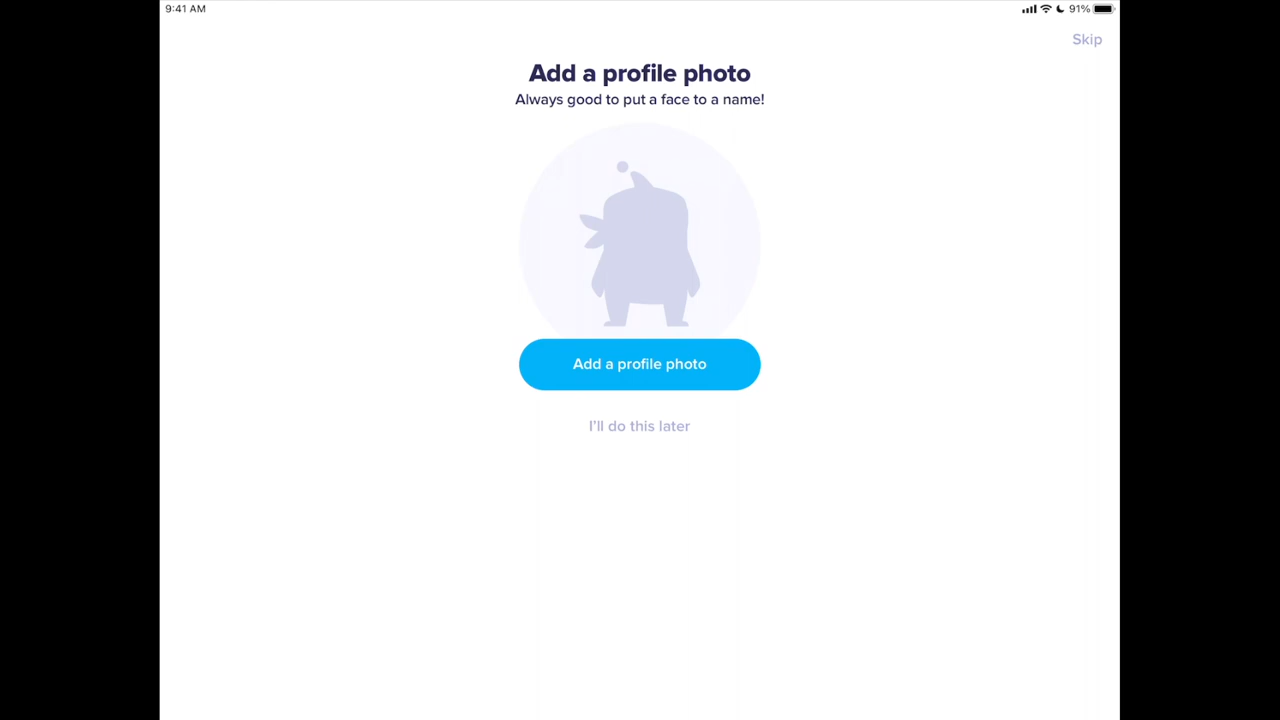 9:41 AM
91%
Skip
Add a profile photo
Always good to put a face to a name!
Add a profile photo
I'll do this later